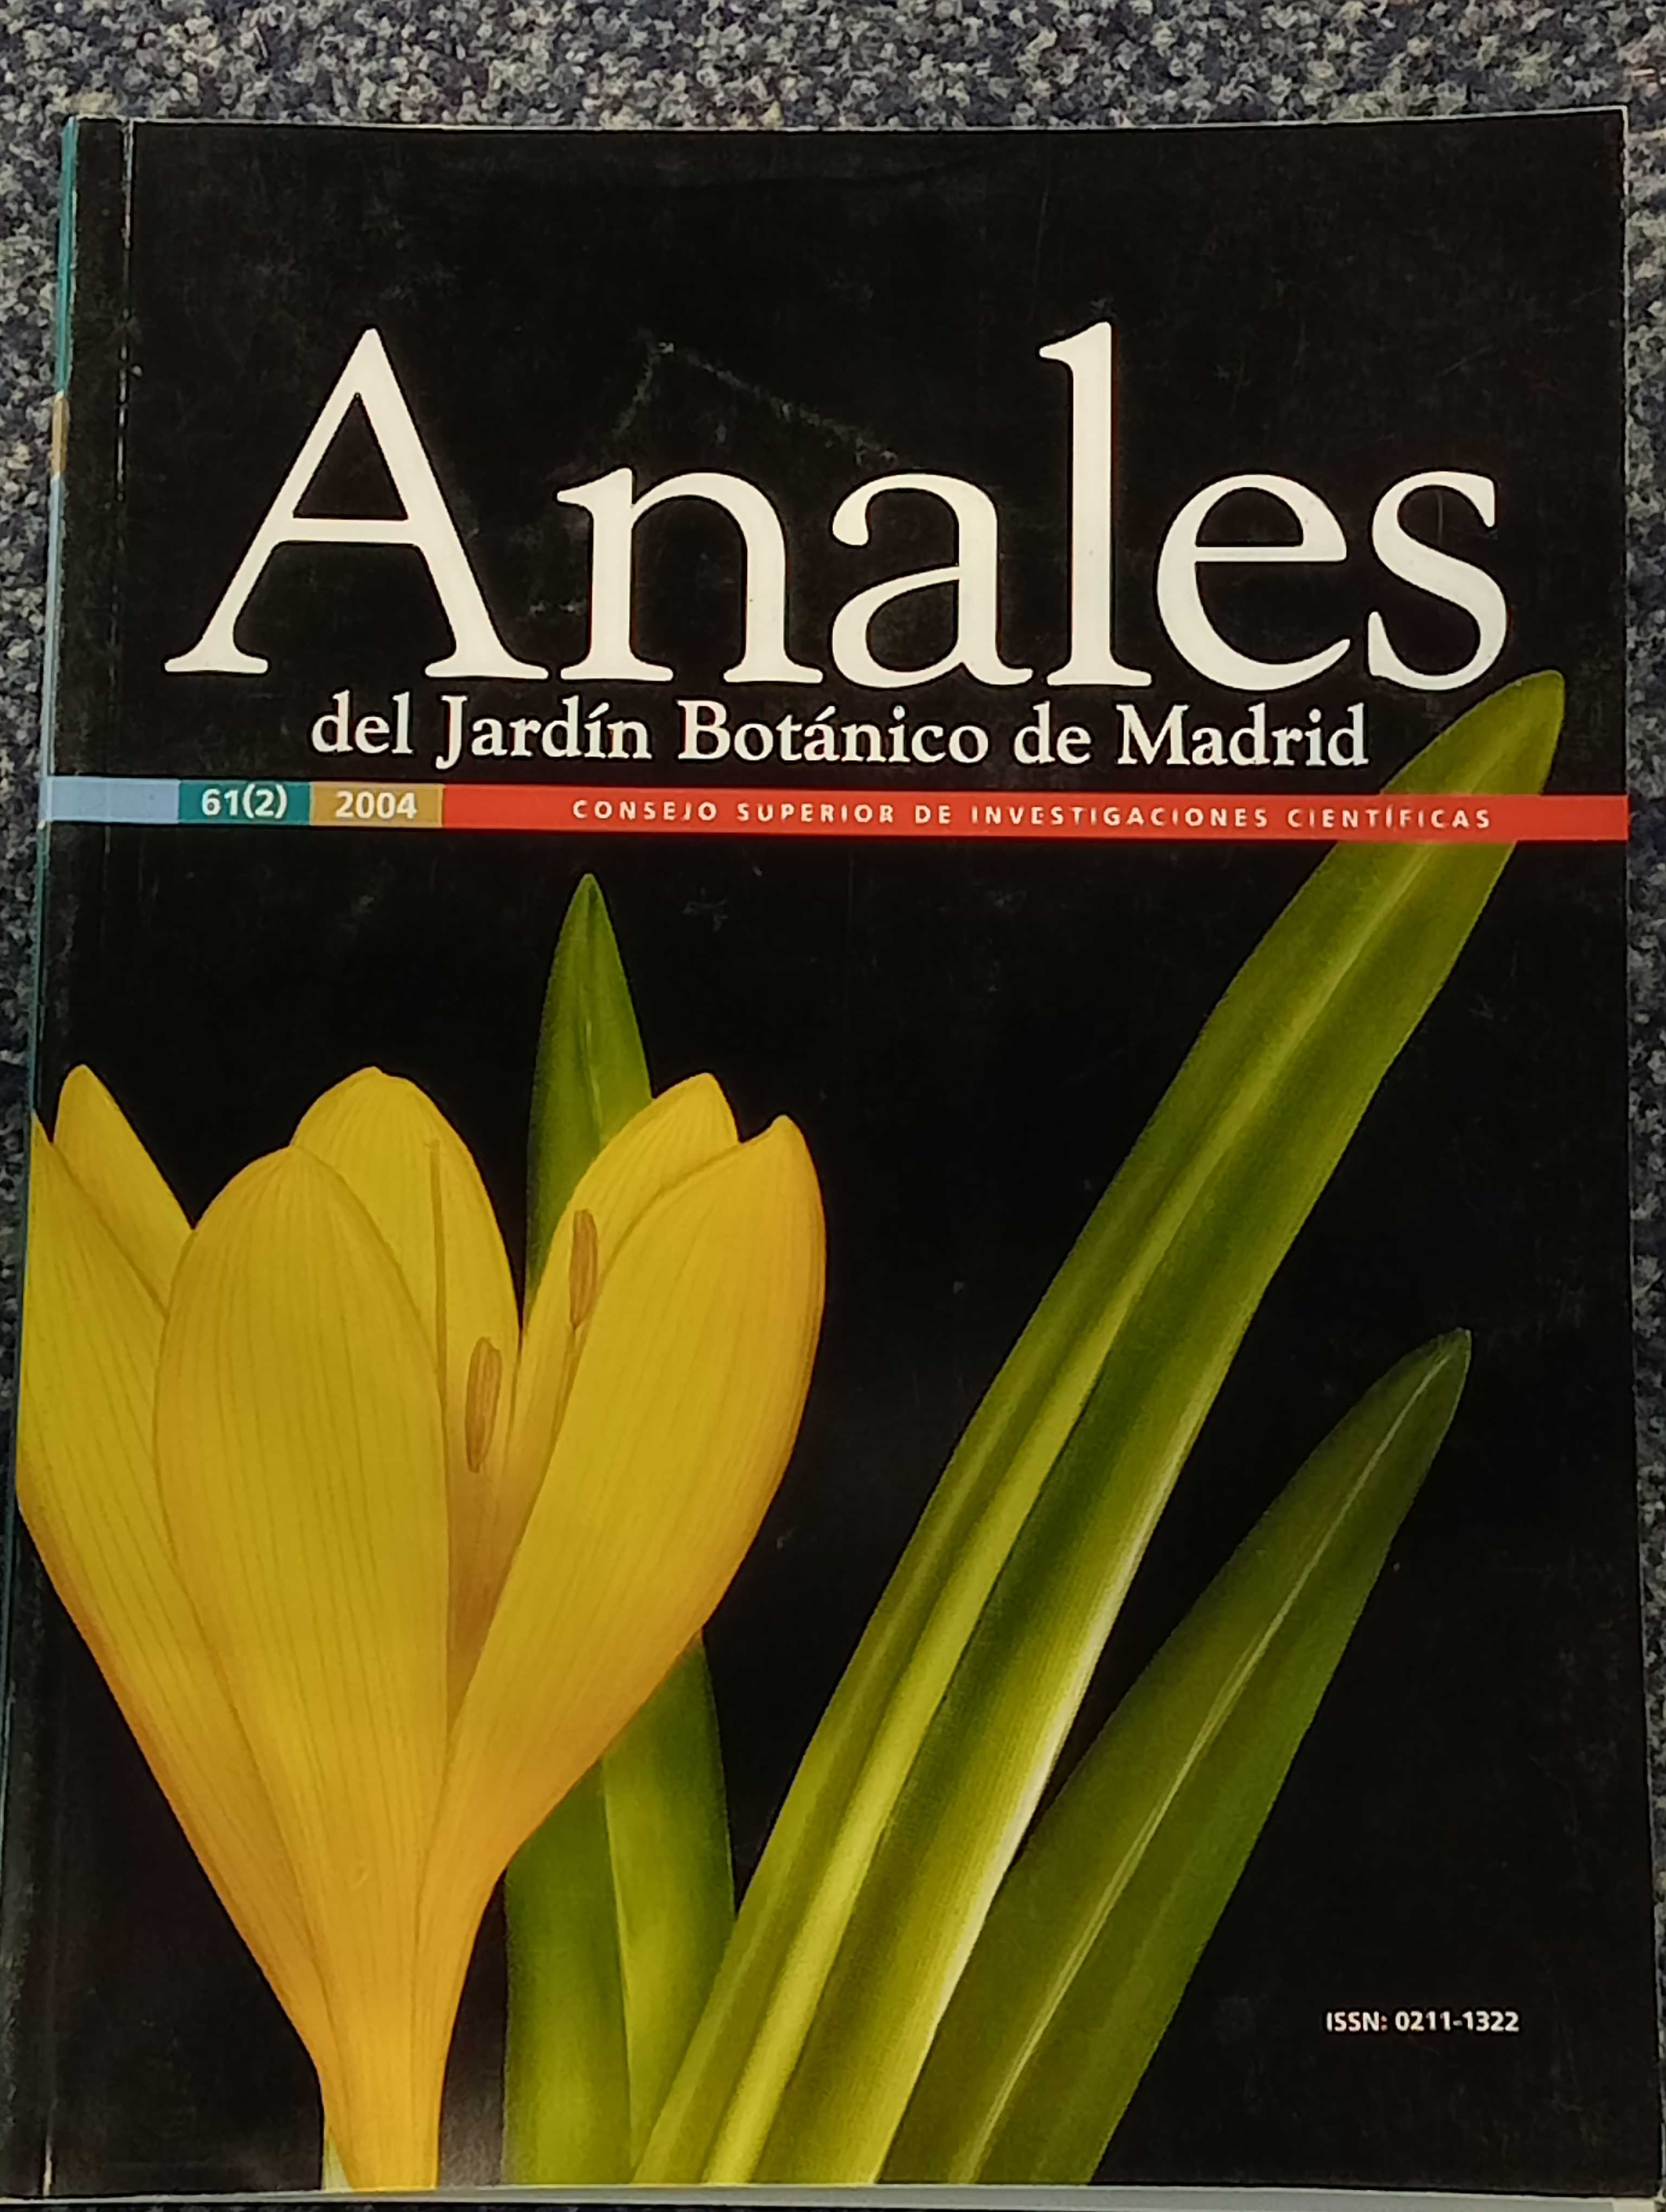 Anales
del Jardín Botánico de Madrid
61(2) 2004 CONSEJO SUPERIOR DE INVESTIGACIONES CIENTÍFICAS
ISSN: 0211-1322